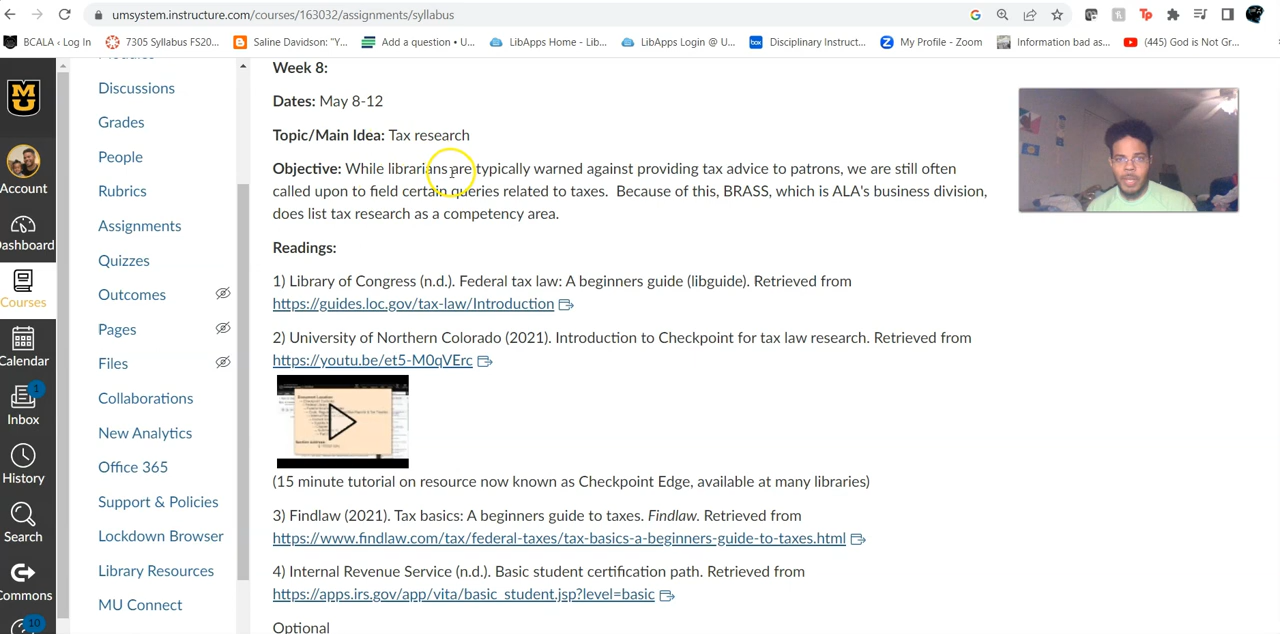 umsystem.instructure.com/courses/163032/assignments/syllabus
BCALA ‹ Log In
7305 Syllabus FS20...
Saline Davidson: "Y...
Add a question • U...
LibApps Home - Lib...
LibApps Login @ U...
box
Disciplinary Instruct...
My Profile - Zoom
Information bad as...
(445) God is Not Gr...
Account
Dashboard
Courses
Calendar
1
Inbox
History
Search
Commons
10
Discussions
Grades
People
Rubrics
Assignments
Quizzes
Outcomes
Pages
Files
Collaborations
New Analytics
Office 365
Support & Policies
Lockdown Browser
Library Resources
MU Connect
Week 8:
Dates: May 8-12
Topic/Main Idea: Tax research
Objective: While librarians are typically warned against providing tax advice to patrons, we are still often
called upon to field certain queries related to taxes. Because of this, BRASS, which is ALA's business division,
does list tax research as a competency area.
Readings:
1) Library of Congress (n.d.). Federal tax law: A beginners guide (libguide). Retrieved from
https://guides.loc.gov/tax-law/Introduction
2) University of Northern Colorado (2021). Introduction to Checkpoint for tax law research. Retrieved from
https://youtu.be/et5-M0qVErc
(15 minute tutorial on resource now known as Checkpoint Edge, available at many libraries)
3) Findlaw (2021). Tax basics: A beginners guide to taxes. Findlaw. Retrieved from
https://www.findlaw.com/tax/federal-taxes/tax-basics-a-beginners-guide-to-taxes.html
4) Internal Revenue Service (n.d.). Basic student certification path. Retrieved from
https://apps.irs.gov/app/vita/basic_student.jsp?level=basic
Optional